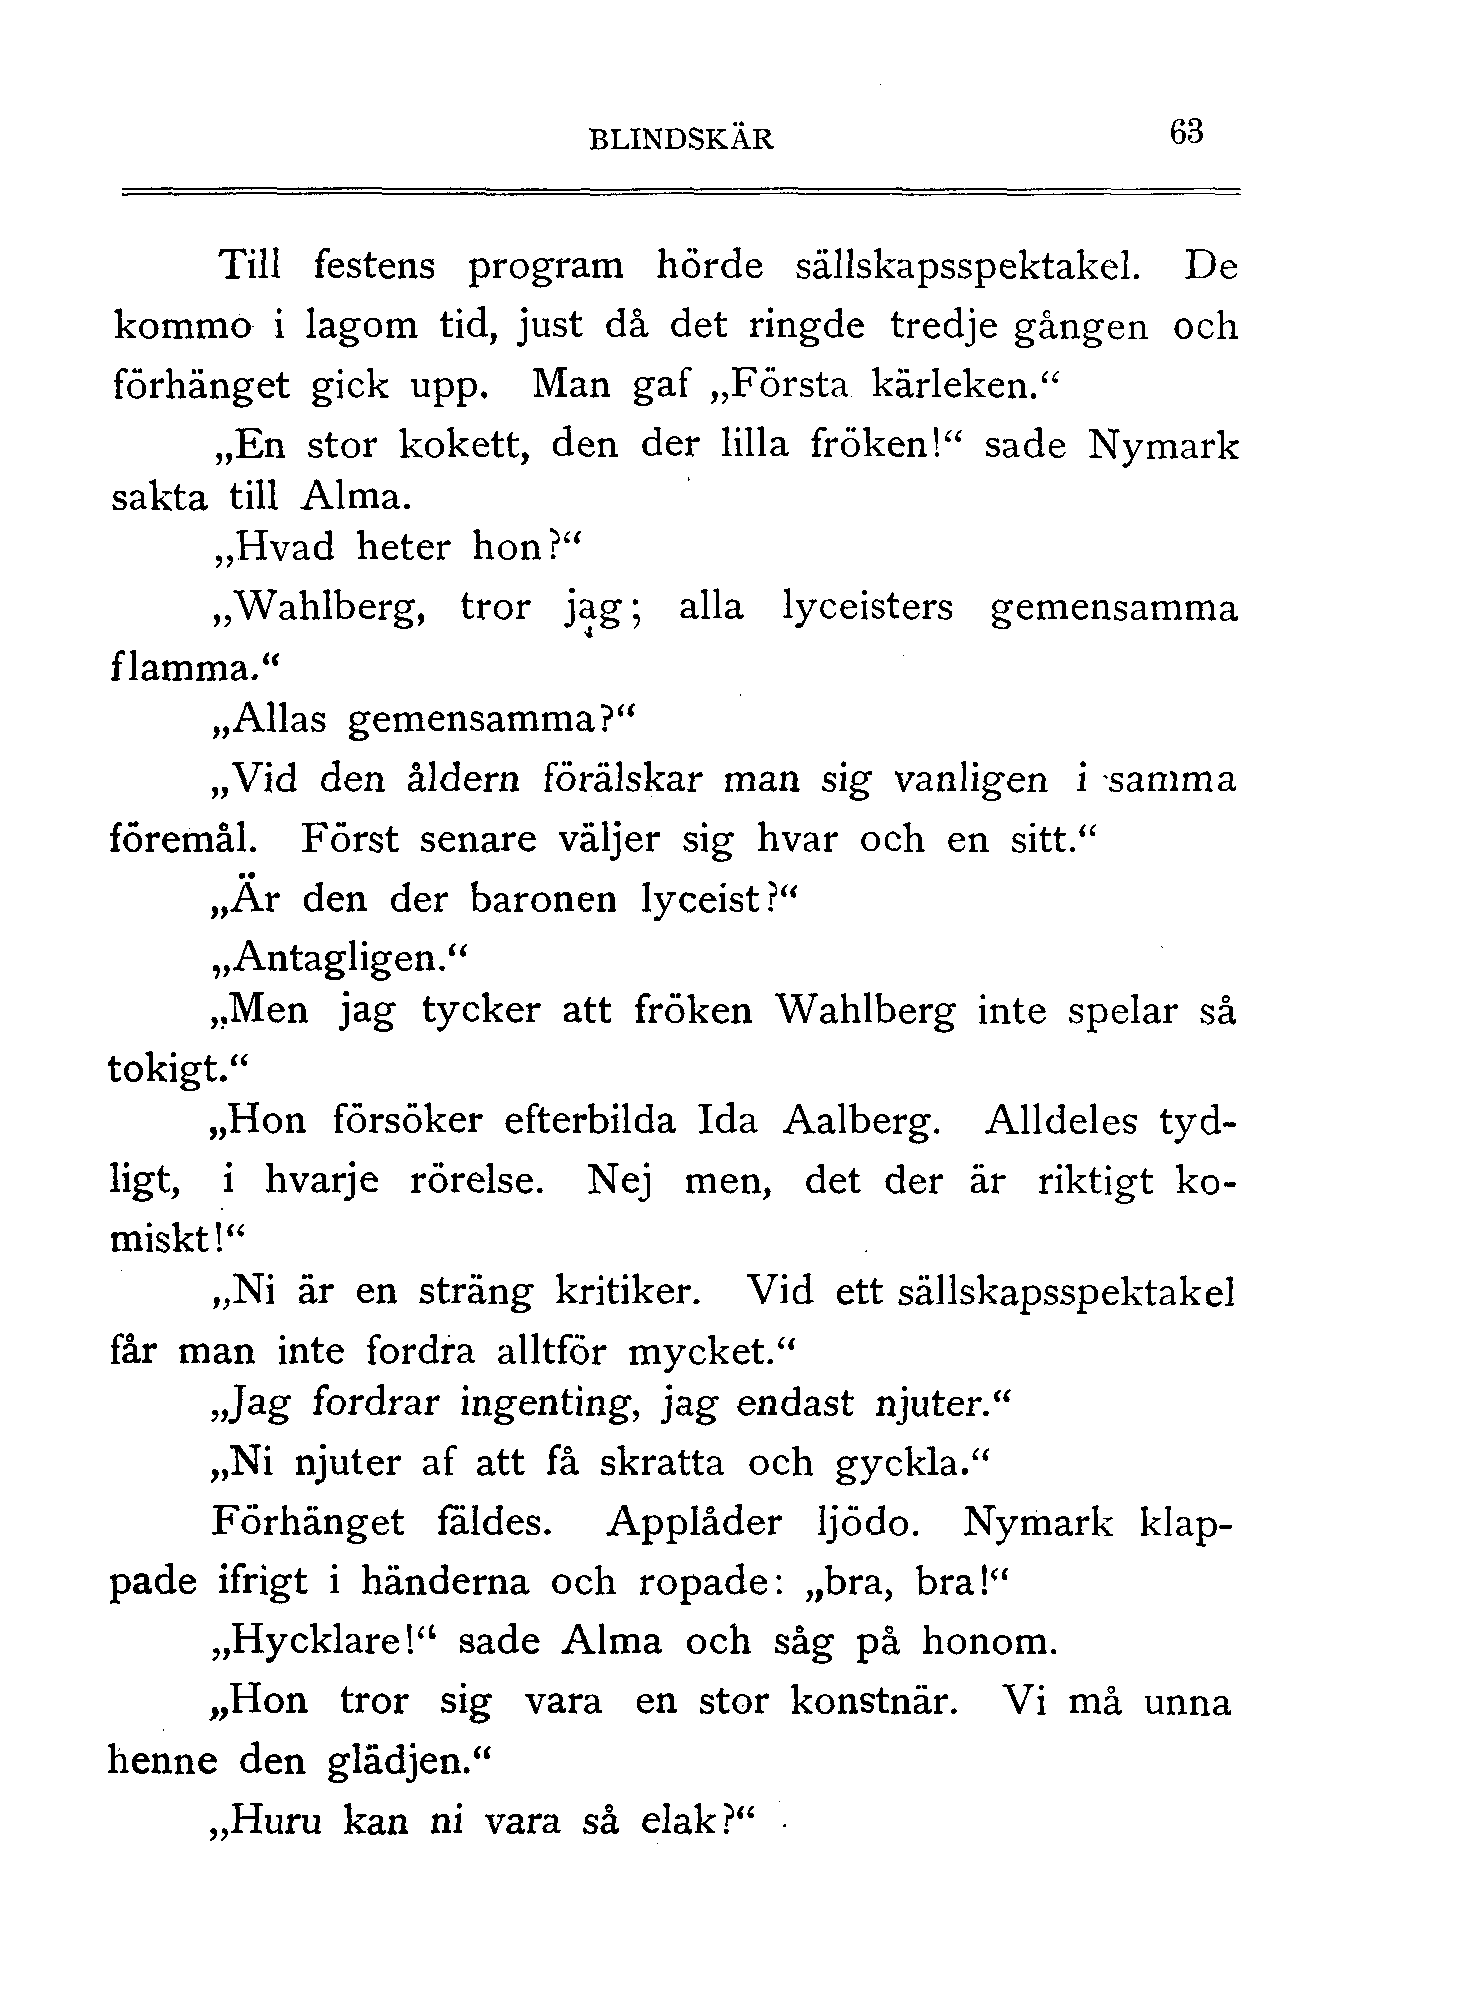 BLINDSKÄR 63
Till festens program hörde sällskapsspektakel. De
kommo i lagom tid, just då det ringde tredje gången och
förhänget gick upp. Man gaf „Första kärleken.“
„En stor kokett, den der lilla fröken!“ sade Nymark
sakta till Alma.
„Hvad heter hon?“
„Wahlberg, tror jag; alla lyceisters gemensamma
flamma.“
„Allas gemensamma?“
„Vid den åldern förälskar man sig vanligen i samma
föremål. Först senare väljer sig hvar och en sitt.“
„Är den der baronen lyceist?“
„Antagligen.“
„Men jag tycker att fröken Wahlberg inte spelar så
tokigt.“
„Hon försöker efterbilda Ida Aalberg. Alldeles tyd-
ligt, i hvarje rörelse. Nej men, det der är riktigt ko-
miskt!“
„Ni är en sträng kritiker. Vid ett sällskapsspektakel
får man inte fordra alltför mycket.“
„Jag fordrar ingenting, jag endast njuter.“
„Ni njuter af att få skratta och gyckla.“
Förhänget fäldes. Applåder ljödo. Nymark klap-
pade ifrigt i händerna och ropade: „bra, bra!“
„Hycklare!“ sade Alma och såg på honom.
„Hon tror sig vara en stor konstnär. Vi må unna
henne den glädjen.“
„Huru kan ni vara så elak?“